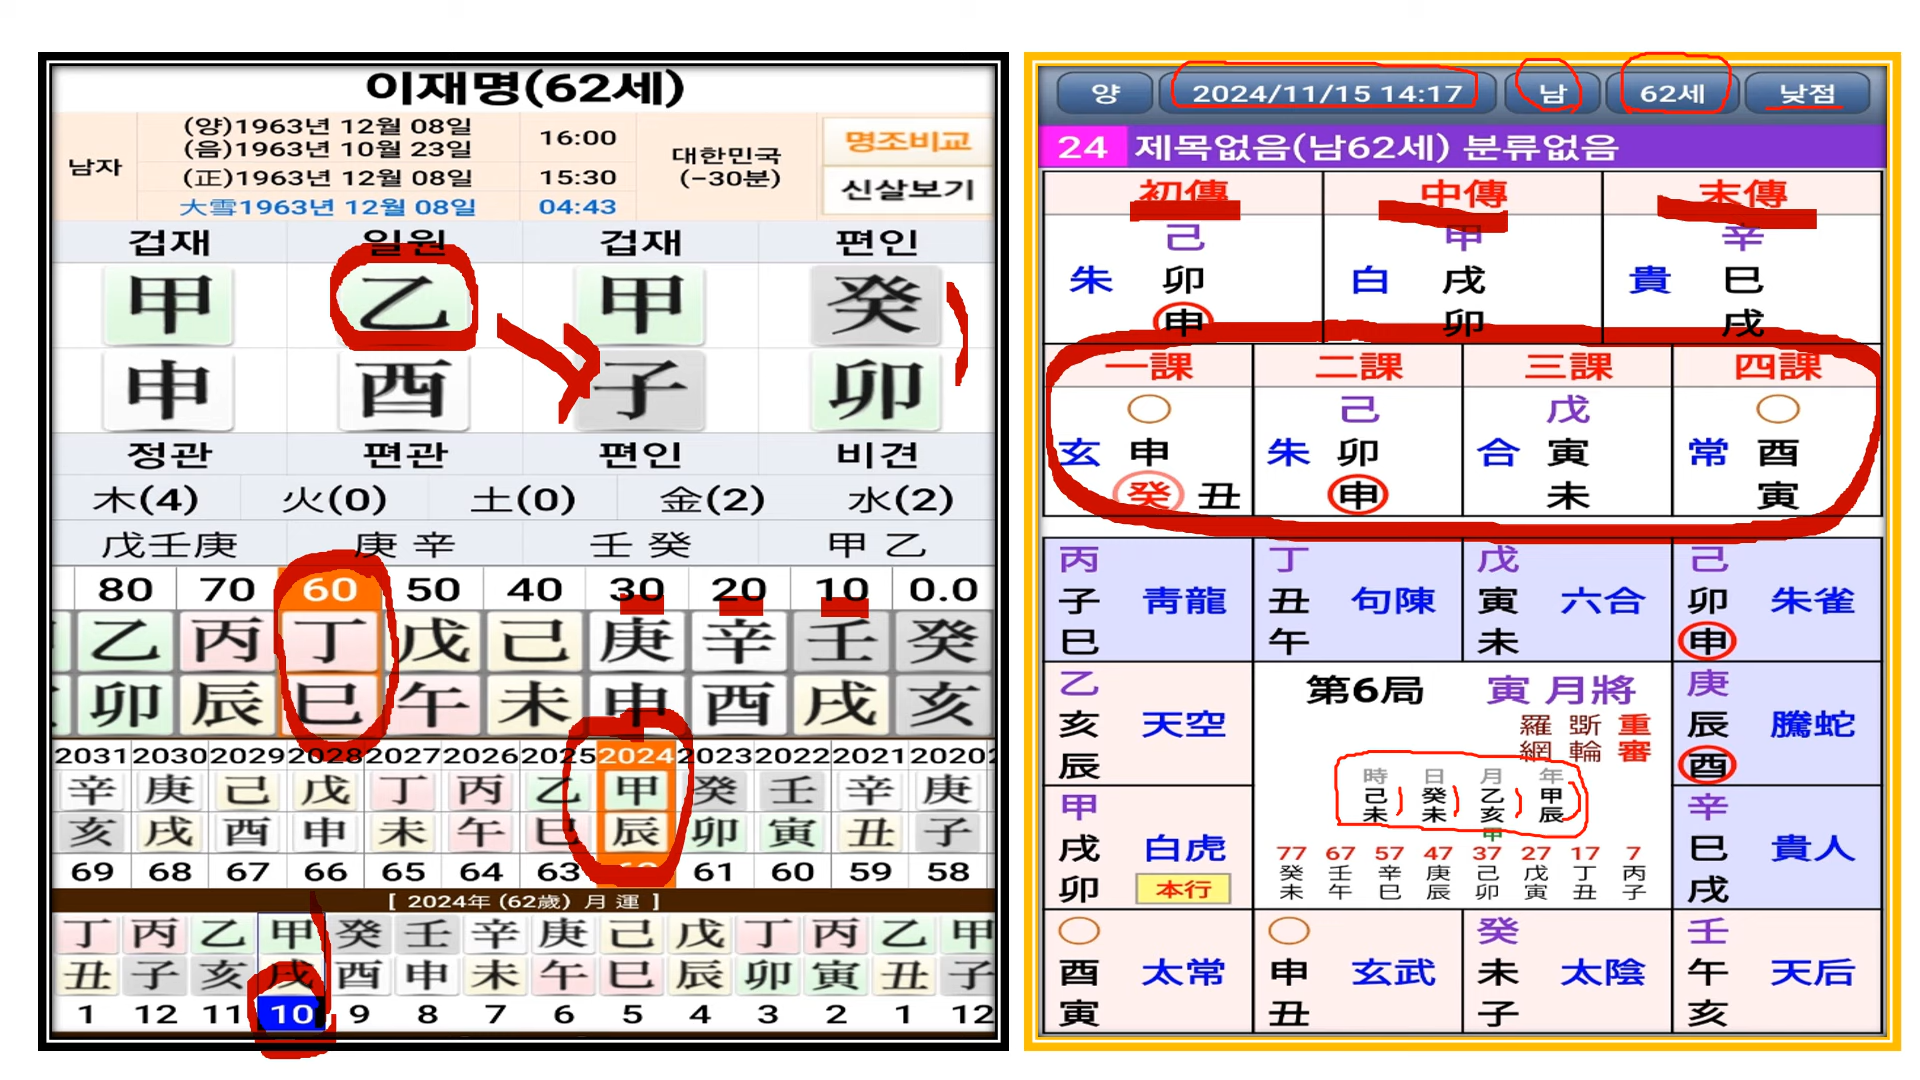 이재명(62세)
남자
(양)1963년 12월 08일
(음)1963년 10월 23일
16:00
(正)1963년 12월 08일
15:30
大雪1963년 12월 08일
04:43
대한민국
(-30분)
명조비교
신살보기
겁재 일원 겁재 편인
甲 乙 甲 癸
申 酉 子 卯
정관 편관 편인 비견
木(4) 火(0) 土(0) 金(2) 水(2)
戊壬庚 庚辛 壬癸 甲乙
80 70 60 50 40 30 20 10 0.0
乙 丙 丁 戊 己 庚 辛 壬 癸
卯 辰 巳 午 未 申 酉 戌 亥
2031 2030 2029 2028 2027 2026 2025 2024 2023 2022 2021 2020
辛 庚 己 戊 丁 丙 乙 甲 癸 壬 辛 庚
亥 戌 酉 申 未 午 巳 辰 卯 寅 丑 子
69 68 67 66 65 64 63 61 60 59 58
[ 2024年 (62歲) 月 運 ]
丁 丙 乙 甲 癸 壬 辛 庚 己 戊 丁 丙 乙 甲
丑 子 亥 戌 酉 申 未 午 巳 辰 卯 寅 丑 子
1 12 11 10 9 8 7 6 5 4 3 2 1 12
양 2024/11/15 14:17 남 62세 낮점
24 제목없음(남62세) 분류없음
初傳 中傳 末傳
己 甲 辛
朱 卯 白 戌 貴 巳
申 卯 戌
一課 二課 三課 四課
○ 己 戊 ○
玄 申 朱 卯 合 寅 常 酉
癸 丑 申 未 寅
丙 丁 戊 己
子 靑龍 丑 句陳 寅 六合 卯 朱雀
巳 午 未 申
乙
亥 天空
辰
第6局 寅 月將
羅 斲 重
網 輪 審
庚
辰 騰蛇
酉
時 日 月 年
己 癸 乙 甲
未 未 亥 辰
甲
甲
戌 白虎
卯 本行
77 67 57 47 37 27 17 7
癸 壬 辛 庚 己 戊 丁 丙
未 午 巳 辰 卯 寅 丑 子
辛
巳 貴人
戌
○ ○ 癸 壬
酉 太常 申 玄武 未 太陰 午 天后
寅 丑 子 亥